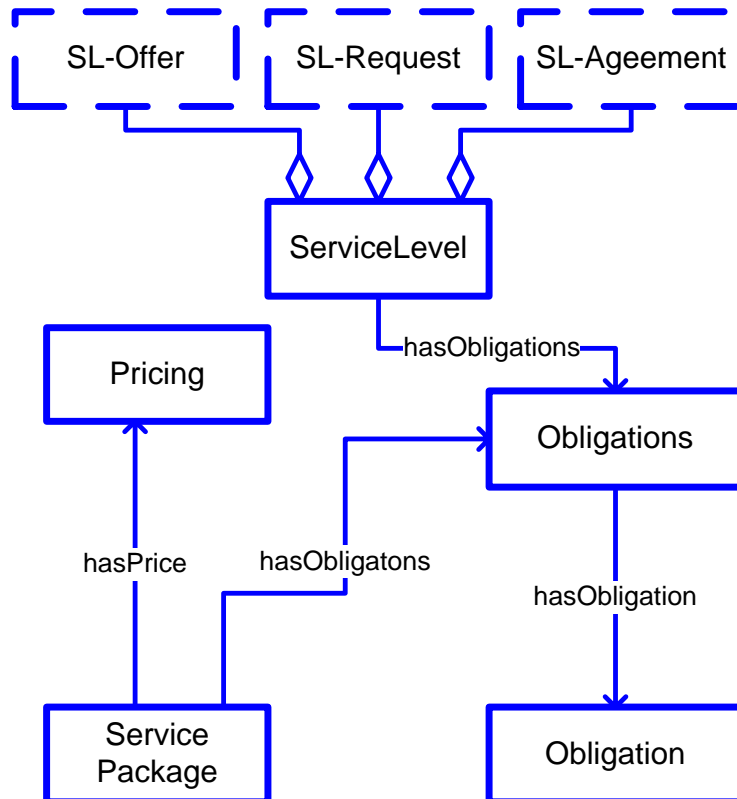 SL-Offer
SL-Request
SL-Ageement
ServiceLevel
hasObligations
Pricing
Obligations
hasPrice
hasObligatons
hasObligation
Service
Package
Obligation